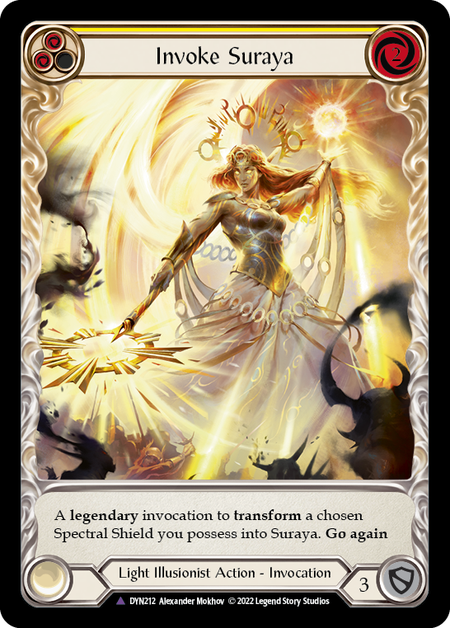 Invoke Suraya
2
A legendary invocation to transform a chosen
Spectral Shield you possess into Suraya. Go again
Light Illusionist Action - Invocation
3
DYN212 Alexander Mokhov © 2022 Legend Story Studios